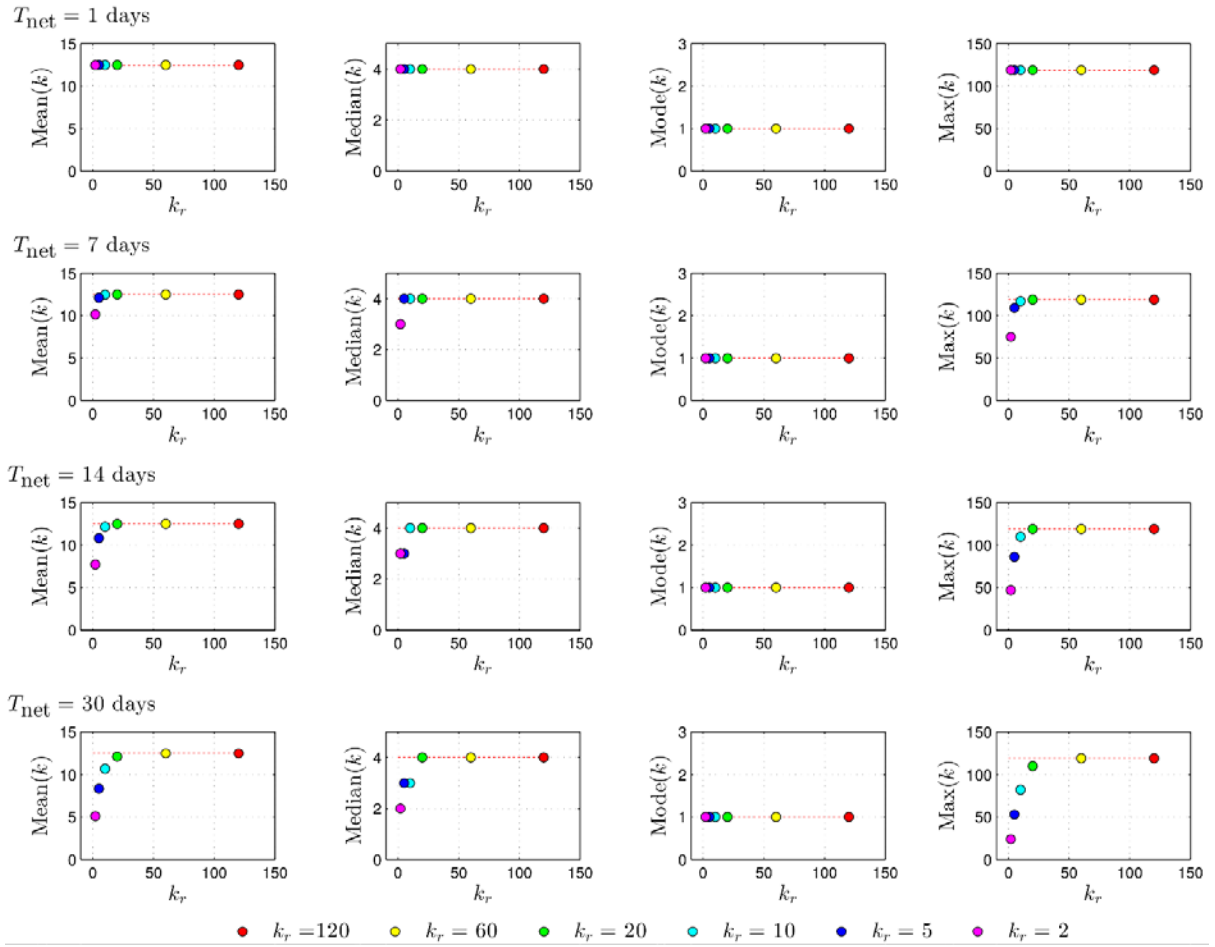 T_net = 1 days
Mean(k) 15 10 5 0
0 50 100 150
k_r
Median(k) 4 2 0
0 50 100 150
k_r
Mode(k) 3 2 1 0
0 50 100 150
k_r
Max(k) 150 100 50 0
0 50 100 150
k_r
T_net = 7 days
Mean(k) 15 10 5 0
0 50 100 150
k_r
Median(k) 4 2 0
0 50 100 150
k_r
Mode(k) 3 2 1 0
0 50 100 150
k_r
Max(k) 150 100 50 0
0 50 100 150
k_r
T_net = 14 days
Mean(k) 15 10 5 0
0 50 100 150
k_r
Median(k) 4 2 0
0 50 100 150
k_r
Mode(k) 3 2 1 0
0 50 100 150
k_r
Max(k) 150 100 50 0
0 50 100 150
k_r
T_net = 30 days
Mean(k) 15 10 5 0
0 50 100 150
k_r
Median(k) 4 2 0
0 50 100 150
k_r
Mode(k) 3 2 1 0
0 50 100 150
k_r
Max(k) 150 100 50 0
0 50 100 150
k_r
k_r =120 k_r = 60 k_r = 20 k_r = 10 k_r = 5 k_r = 2